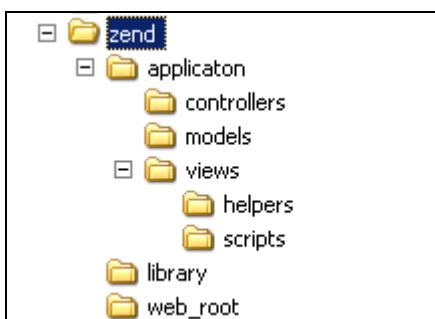 zend
applicaton
controllers
models
views
helpers
scripts
library
web_root